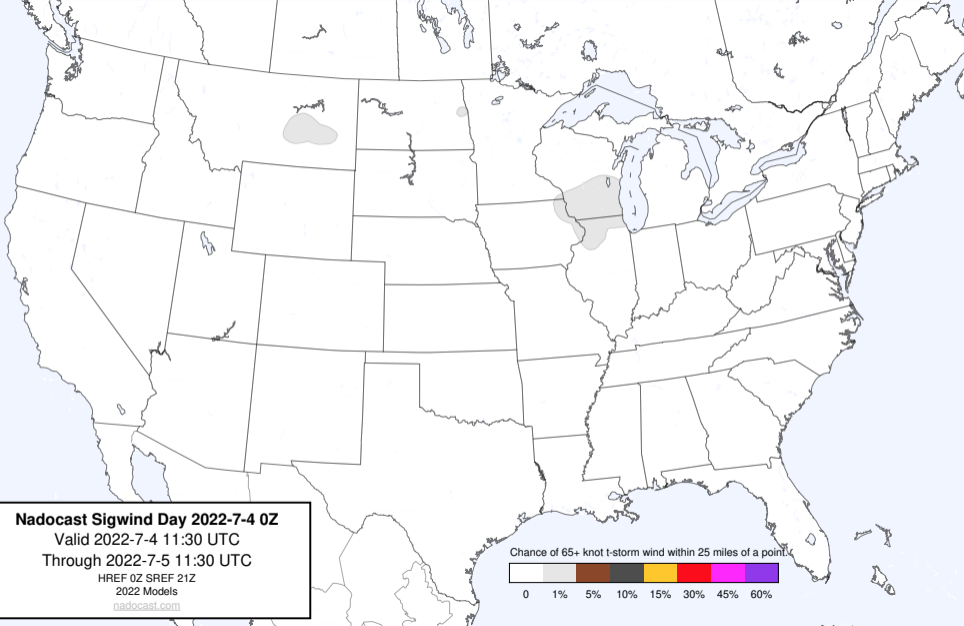 Nadocast Sigwind Day 2022-7-4 0Z
Valid 2022-7-4 11:30 UTC
Through 2022-7-5 11:30 UTC
HREF 0Z SREF 21Z
2022 Models
nadocast.com
Chance of 65+ knot t-storm wind within 25 miles of a point.
0 1% 5% 10% 15% 30% 45% 60%